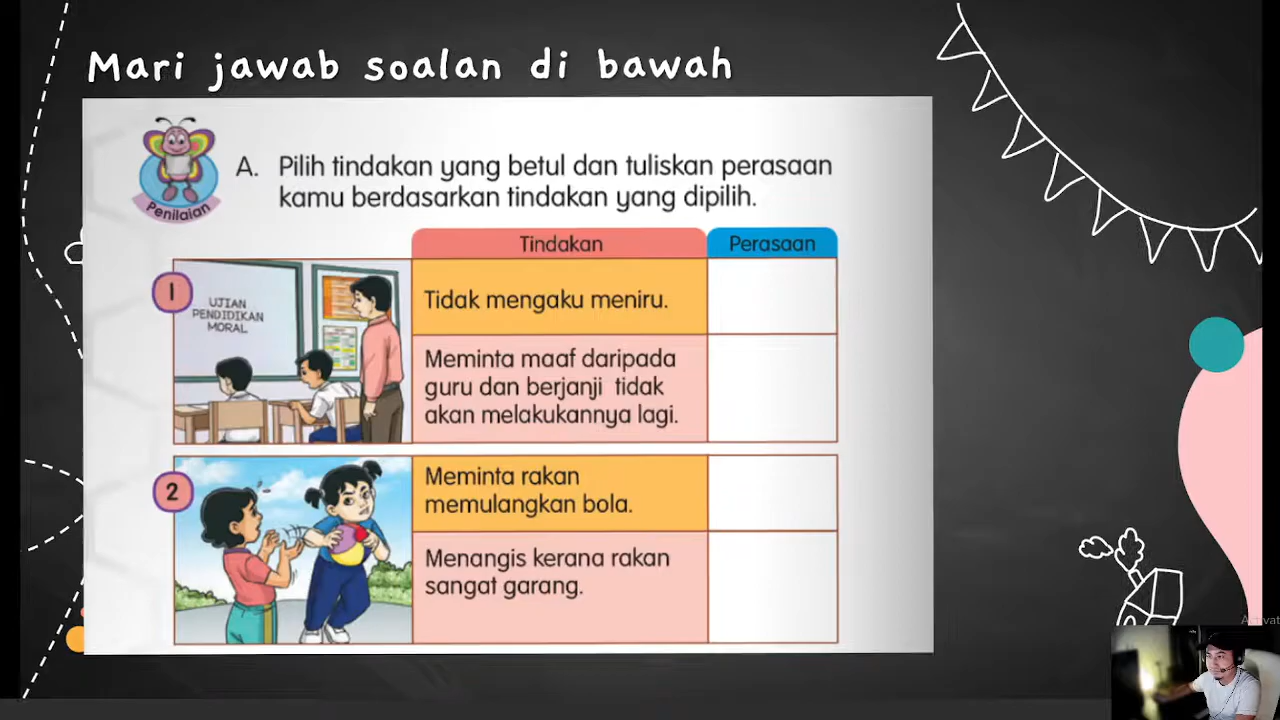 Mari jawab soalan di bawah
Penilaian
A. Pilih tindakan yang betul dan tuliskan perasaan
kamu berdasarkan tindakan yang dipilih.
Tindakan
Perasaan
1
UJIAN
PENDIDIKAN
MORAL
Tidak mengaku meniru.
Meminta maaf daripada
guru dan berjanji tidak
akan melakukannya lagi.
2
Meminta rakan
memulangkan bola.
Menangis kerana rakan
sangat garang.